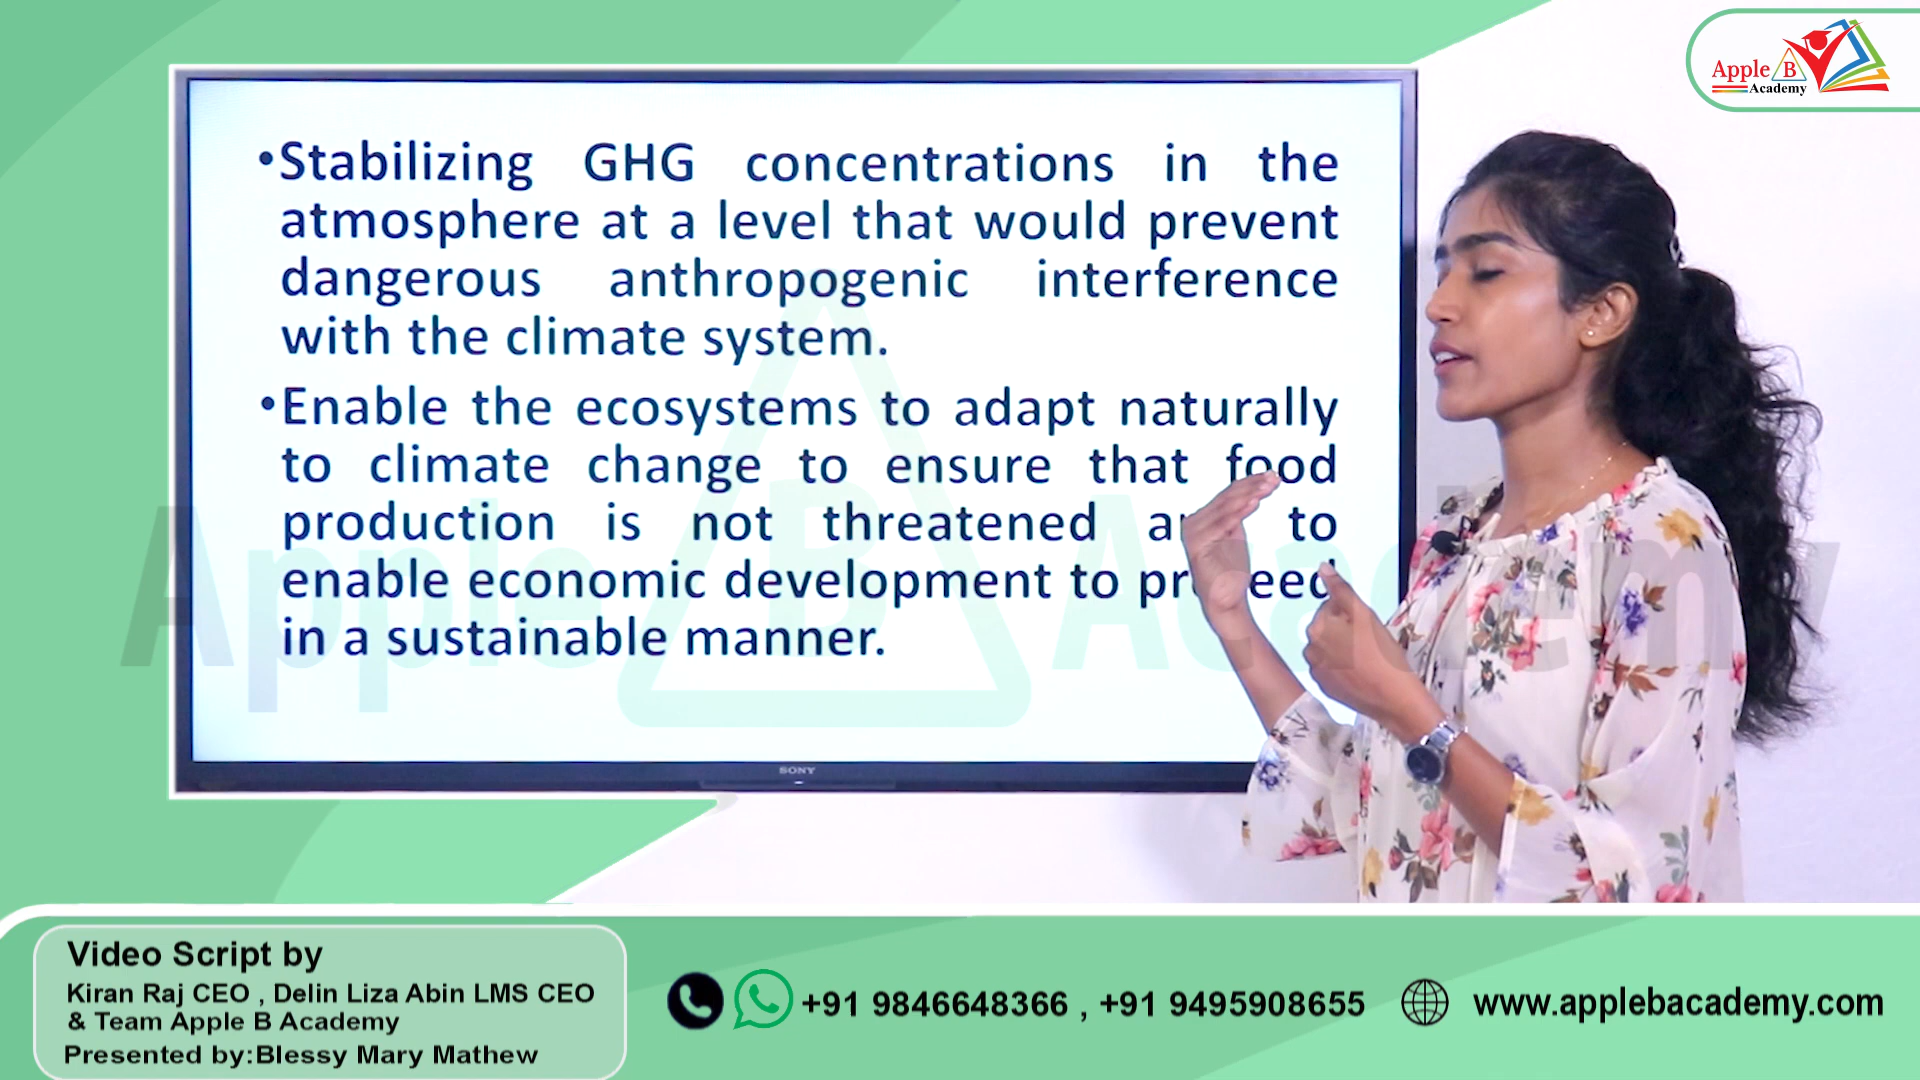 Apple B
Academy
•Stabilizing GHG concentrations in the
atmosphere at a level that would prevent
dangerous anthropogenic interference
with the climate system.
•Enable the ecosystems to adapt naturally
to climate change to ensure that food
production is not threatened to
enable economic development to
in a sustainable manner.
Apple B Academy
SONY
Video Script by
Kiran Raj CEO , Delin Liza Abin LMS CEO
& Team Apple B Academy
Presented by:Blessy Mary Mathew
+91 9846648366 , +91 9495908655
www.applebacademy.com